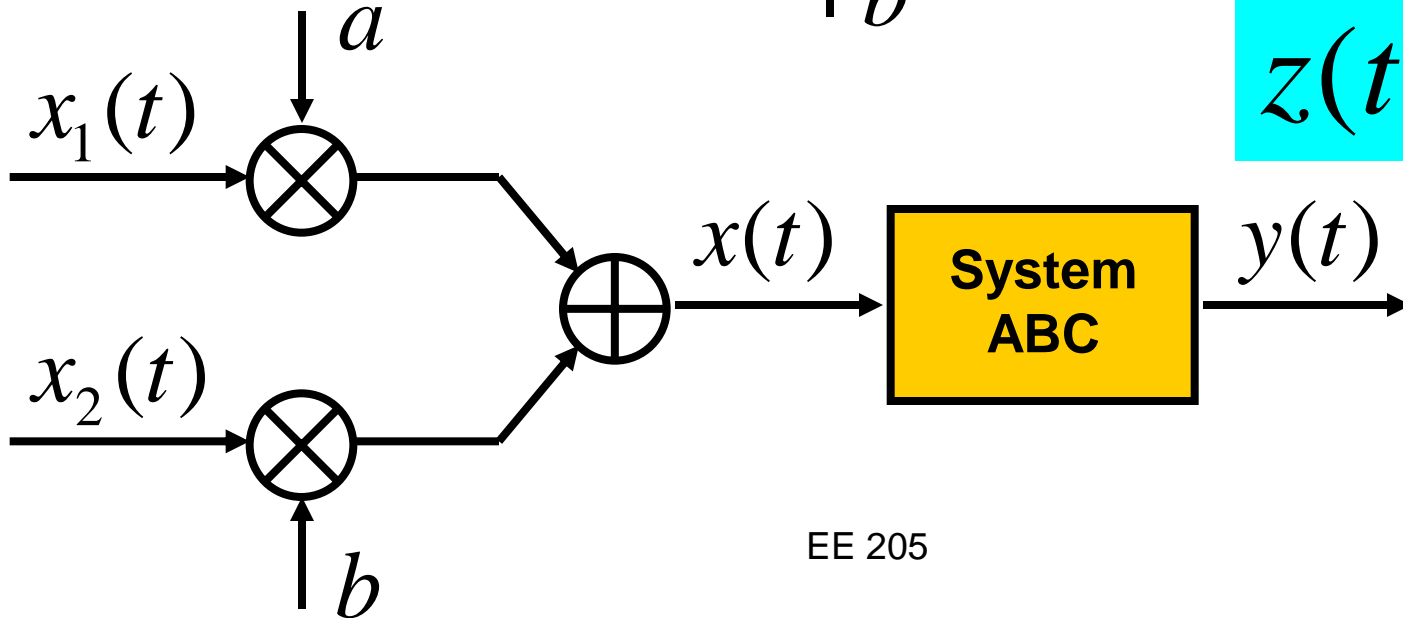 a
b
z(t
x₁(t)
x(t)
System
ABC
y(t)
x₂(t)
b
EE 205